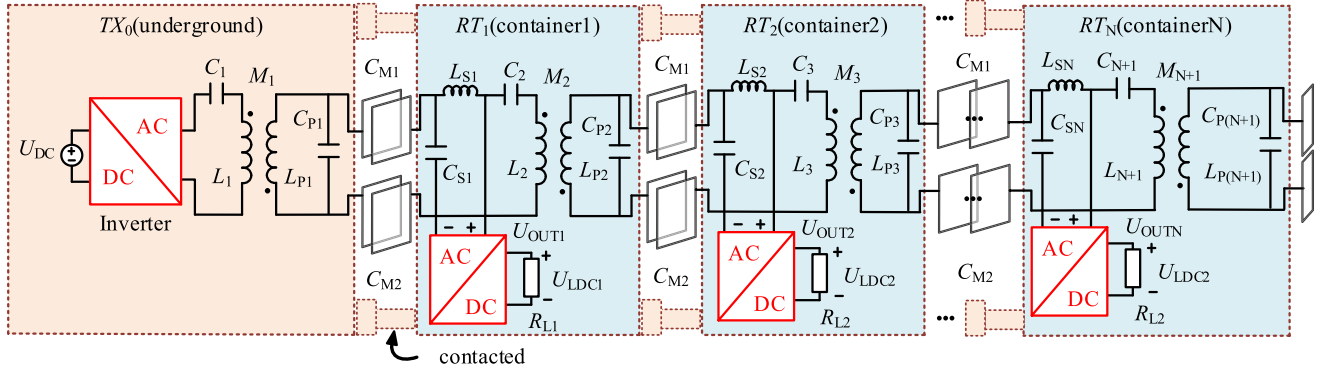 TX0(underground)
RT1(container1)
RT2(container2)
RTN(containerN)
C1
M1
CP1
L1
LP1
UDC
AC
DC
Inverter
CM1
CM2
LS1
C2
M2
CS1
L2
CP2
LP2
AC
DC
UOUT1
ULDC1
RL1
CM1
CM2
LS2
C3
M3
CS2
L3
CP3
LP3
AC
DC
UOUT2
ULDC2
RL2
CM1
CM2
LSN
CN+1
MN+1
CSN
LN+1
CP(N+1)
LP(N+1)
AC
DC
UOUTN
ULDC2
RL2
contacted